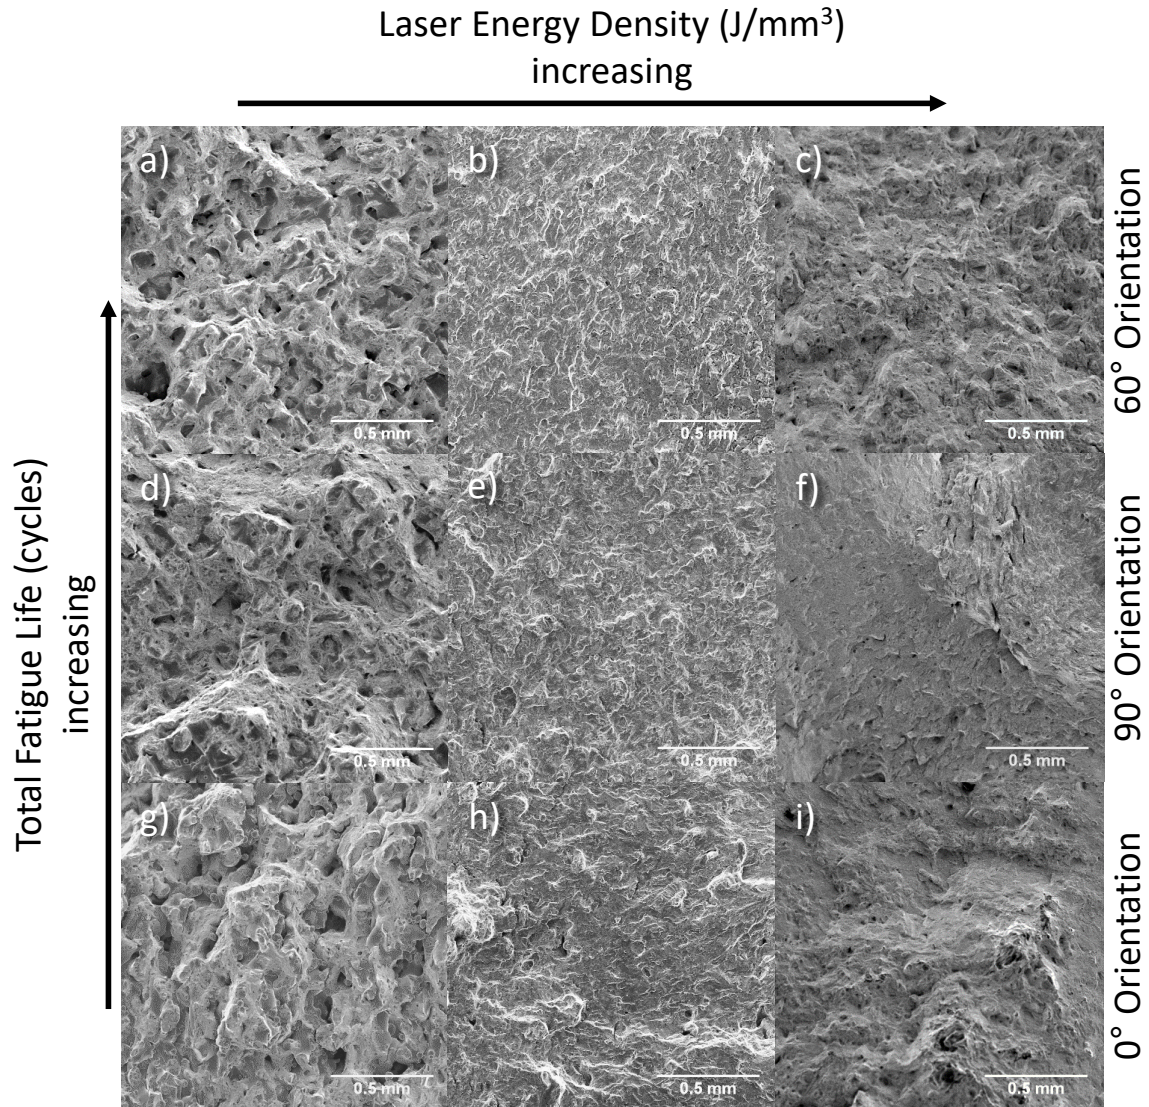 Laser Energy Density (J/mm³)
increasing
a)
b)
c)
0.5 mm
0.5 mm
0.5 mm
60° Orientation
Total Fatigue Life (cycles)
increasing
d)
e)
f)
0.5 mm
0.5 mm
0.5 mm
90° Orientation
g)
h)
i)
0.5 mm
0.5 mm
0.5 mm
0° Orientation